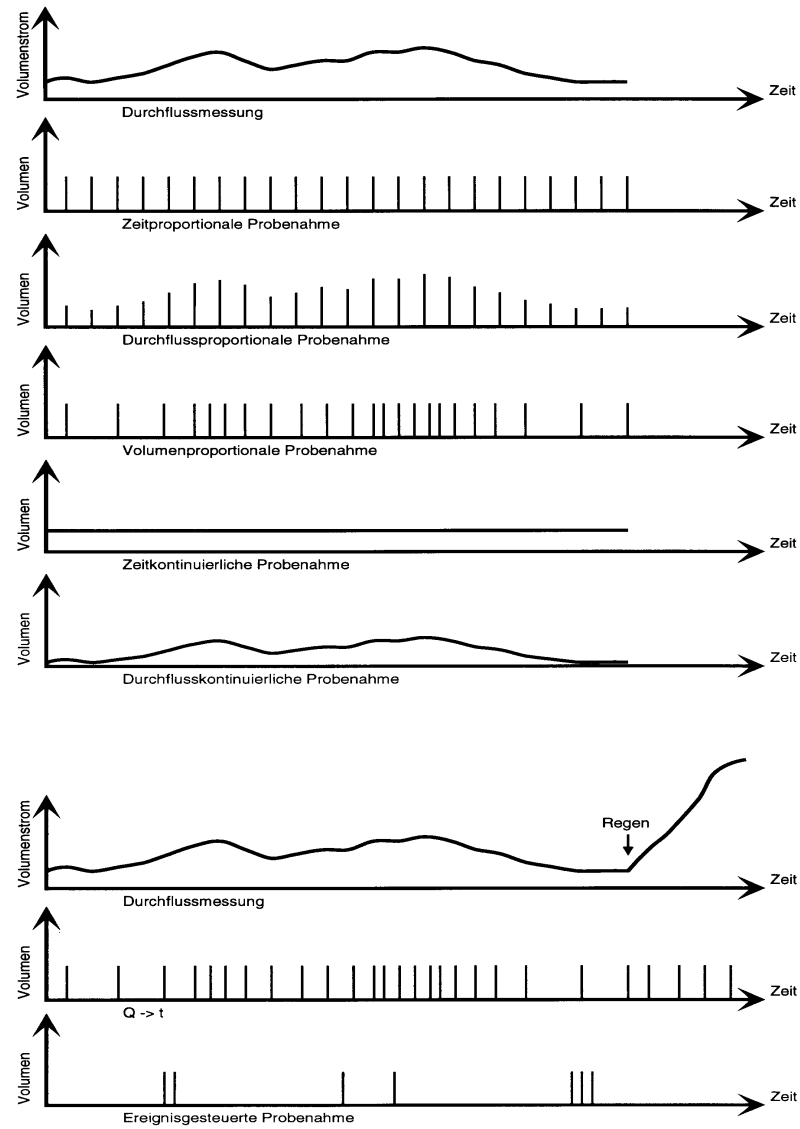 Volumenstrom
Zeit
Durchflussmessung
Volumen
Zeit
Zeitproportionale Probenahme
Volumen
Zeit
Durchflussproportionale Probenahme
Volumen
Zeit
Volumenproportionale Probenahme
Volumen
Zeit
Zeitkontinuierliche Probenahme
Volumen
Zeit
Durchflusskontinuierliche Probenahme
Volumenstrom
Regen
Zeit
Durchflussmessung
Volumen
Zeit
Q -> t
Volumen
Zeit
Ereignisgesteuerte Probenahme